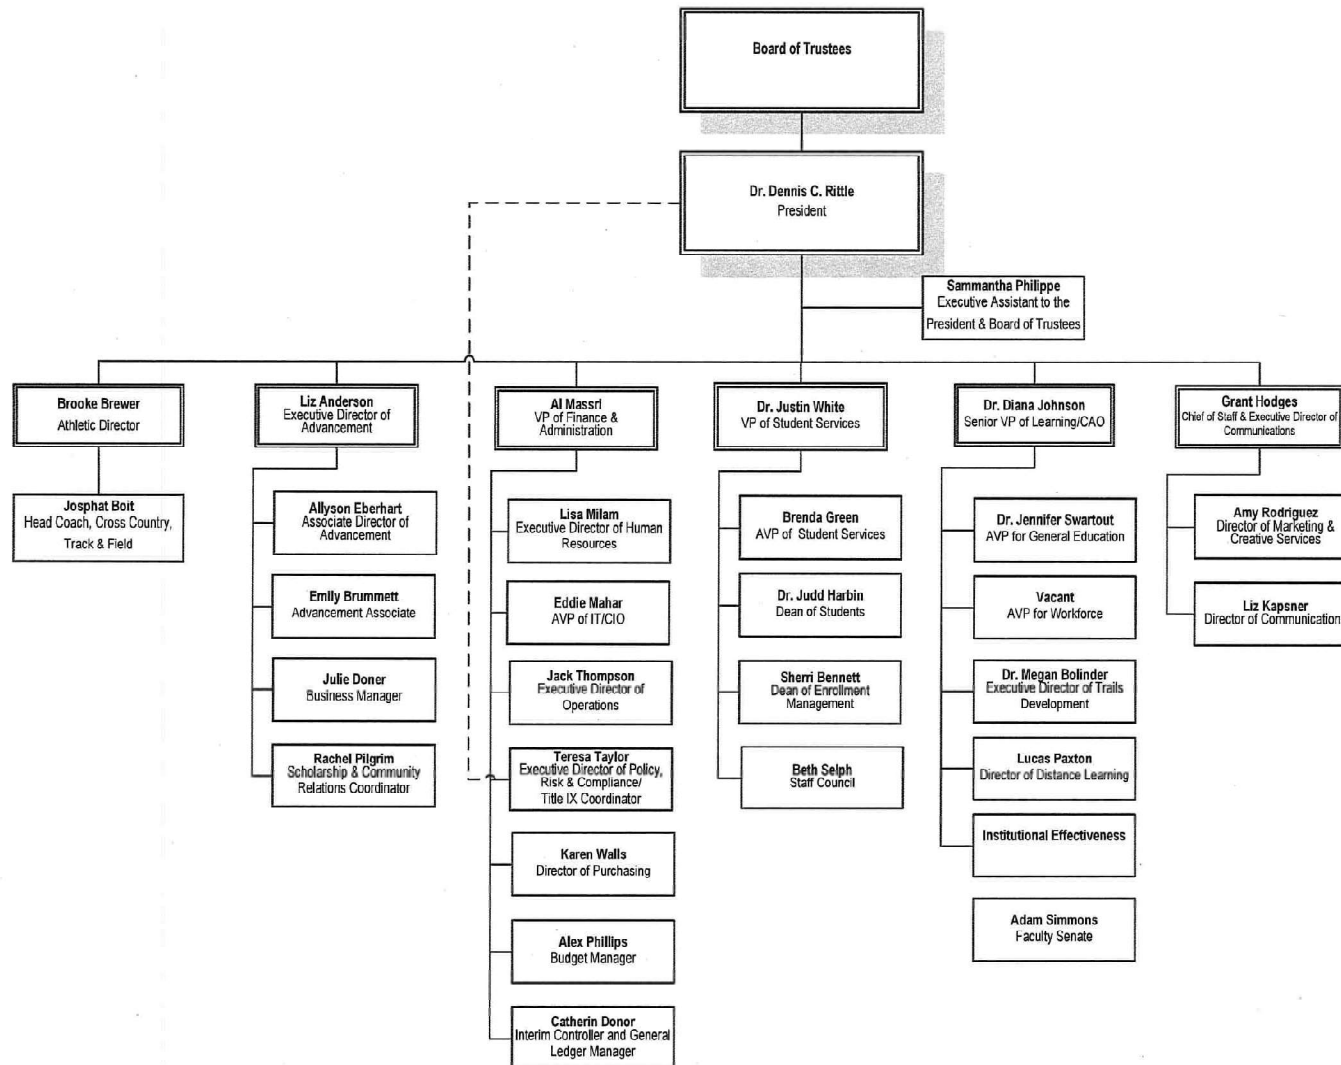 Board of Trustees
Dr. Dennis C. Rittle
President
Sammantha Philippe
Executive Assistant to the
President & Board of Trustees
Brooke Brewer
Athletic Director
Liz Anderson
Executive Director of
Advancement
Al Massri
VP of Finance &
Administration
Dr. Justin White
VP of Student Services
Dr. Diana Johnson
Senior VP of Learning/CAO
Grant Hodges
Chief of Staff & Executive Director of
Communications
Josphat Boit
Head Coach, Cross Country,
Track & Field
Allyson Eberhart
Associate Director of
Advancement
Emily Brummett
Advancement Associate
Julie Doner
Business Manager
Rachel Pilgrim
Scholarship & Community
Relations Coordinator
Lisa Milam
Executive Director of Human
Resources
Eddie Mahar
AVP of IT/CIO
Jack Thompson
Executive Director of
Operations
Teresa Taylor
Executive Director of Policy,
Risk & Compliance/
Title IX Coordinator
Karen Walls
Director of Purchasing
Alex Phillips
Budget Manager
Catherin Donor
Interim Controller and General
Ledger Manager
Brenda Green
AVP of Student Services
Dr. Judd Harbin
Dean of Students
Sherri Bennett
Dean of Enrollment
Management
Beth Selph
Staff Council
Dr. Jennifer Swartout
AVP for General Education
Vacant
AVP for Workforce
Dr. Megan Bolinder
Executive Director of Trails
Development
Lucas Paxton
Director of Distance Learning
Institutional Effectiveness
Adam Simmons
Faculty Senate
Amy Rodriguez
Director of Marketing &
Creative Services
Liz Kapsner
Director of Communication